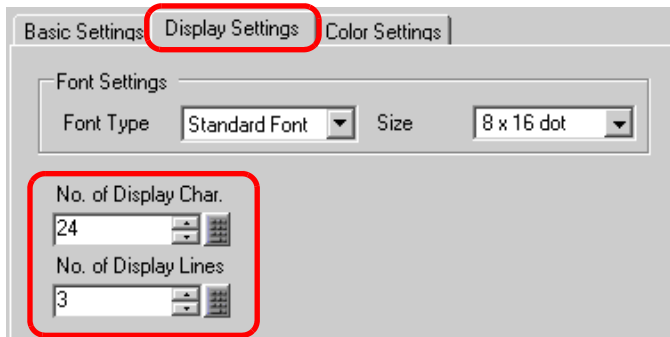 Basic Settings Display Settings Color Settings
Font Settings
Font Type Standard Font Size 8 x 16 dot
No. of Display Char.
24
No. of Display Lines
3